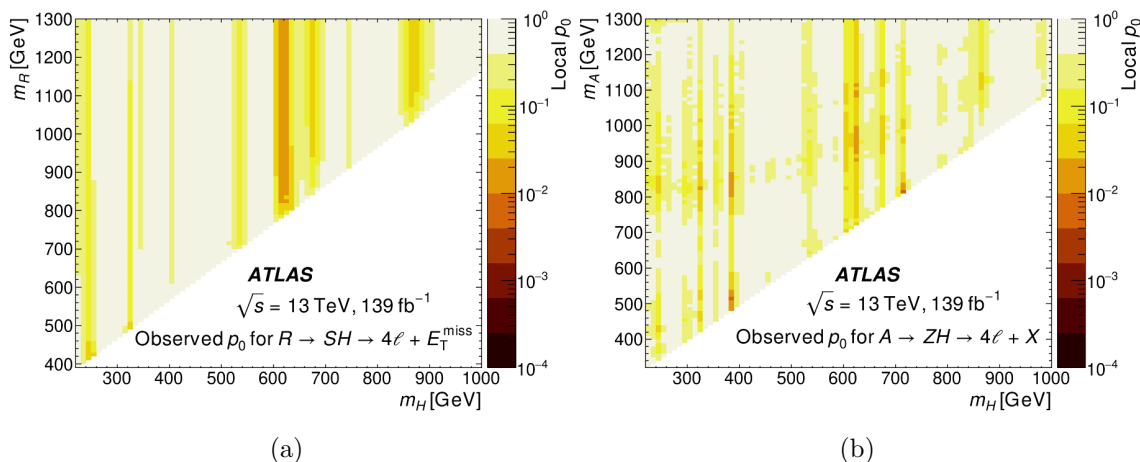 1300
1200
1100
1000
900
800
700
600
500
400
m_R [GeV]
300 400 500 600 700 800 900 1000
m_H [GeV]
ATLAS
√s = 13 TeV, 139 fb⁻¹
Observed p₀ for R → SH → 4ℓ + E_T^miss
10⁰
10⁻¹
10⁻²
10⁻³
10⁻⁴
Local p₀
(a)
1300
1200
1100
1000
900
800
700
600
500
400
m_A [GeV]
300 400 500 600 700 800 900 1000
m_H [GeV]
ATLAS
√s = 13 TeV, 139 fb⁻¹
Observed p₀ for A → ZH → 4ℓ + X
10⁰
10⁻¹
10⁻²
10⁻³
10⁻⁴
Local p₀
(b)